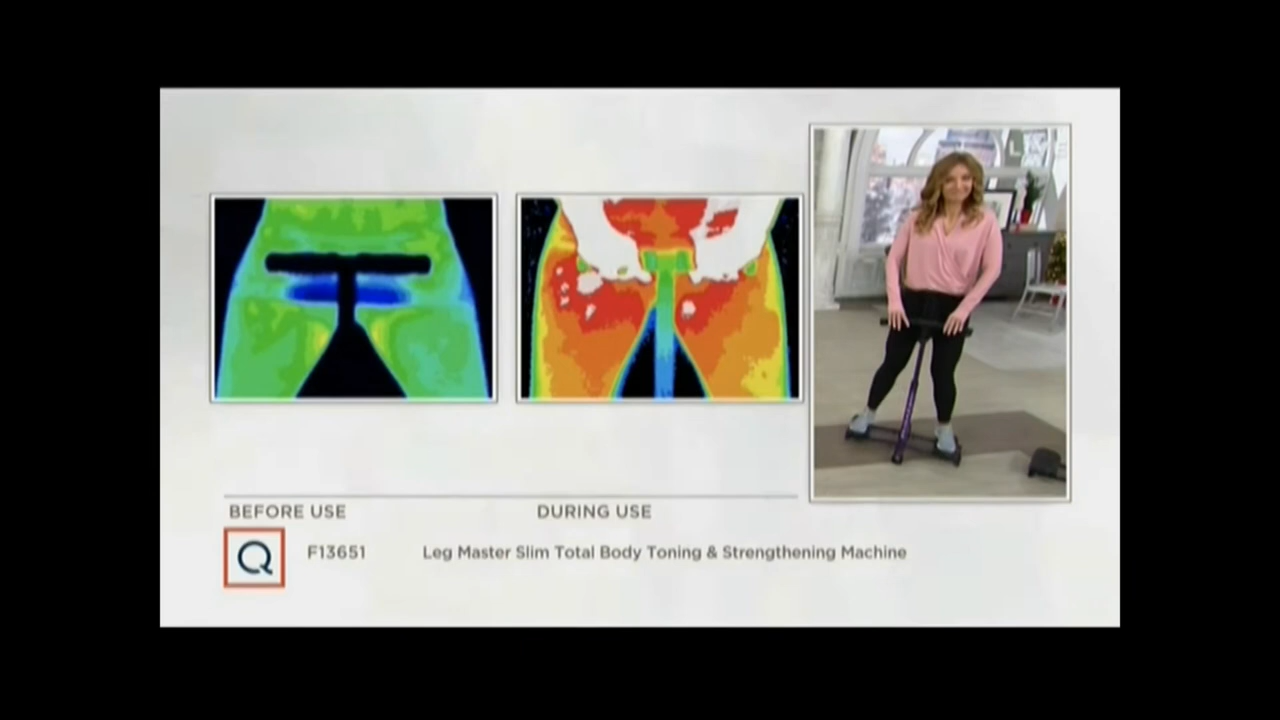 BEFORE USE
DURING USE
Q
F13651
Leg Master Slim Total Body Toning & Strengthening Machine